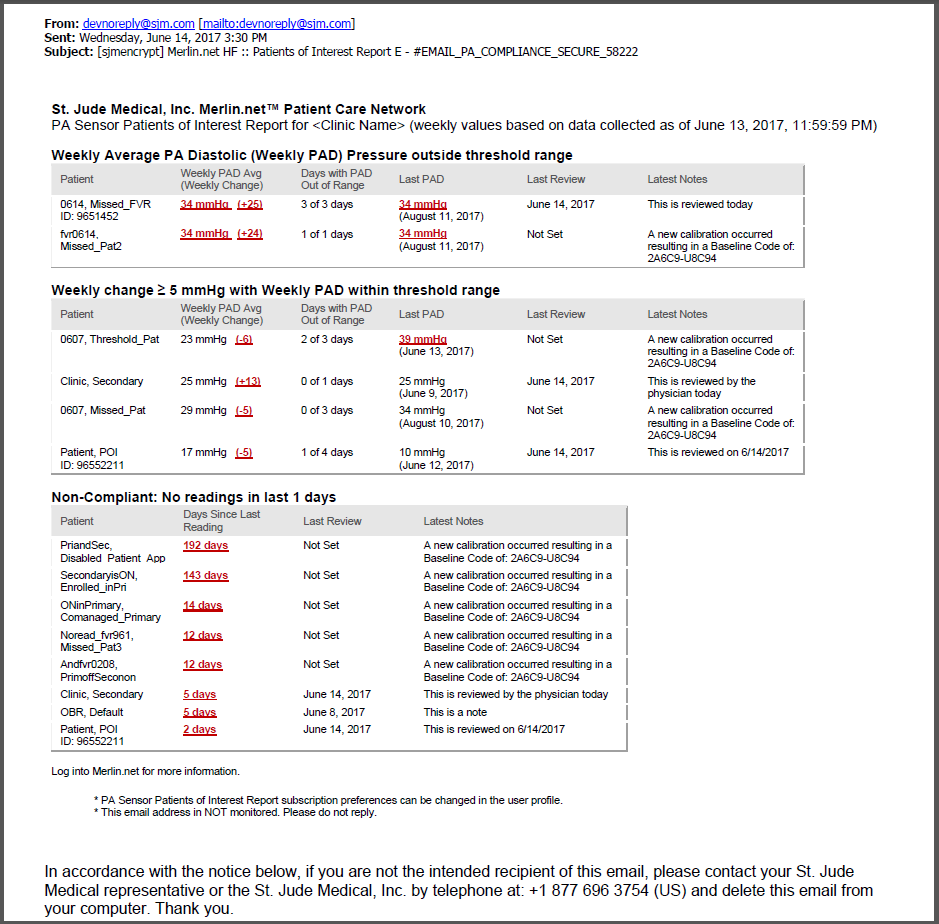 From: devnoreply@sjm.com [mailto:devnoreply@sjm.com]
Sent: Wednesday, June 14, 2017 3:30 PM
Subject: [sjmencrypt] Merlin.net HF :: Patients of Interest Report E - #EMAIL_PA_COMPLIANCE_SECURE_58222
St. Jude Medical, Inc. Merlin.net™ Patient Care Network
PA Sensor Patients of Interest Report for <Clinic Name> (weekly values based on data collected as of June 13, 2017, 11:59:59 PM)
Weekly Average PA Diastolic (Weekly PAD) Pressure outside threshold range
Patient Weekly PAD Avg Days with PAD Last PAD Last Review Latest Notes
(Weekly Change) Out of Range
0614, Missed_FVR 34 mmHg (+25) 3 of 3 days 34 mmHg June 14, 2017 This is reviewed today
ID: 9651452 (August 11, 2017)
fvr0614, 34 mmHg (+24) 1 of 1 days 34 mmHg Not Set A new calibration occurred
Missed_Pat2 (August 11, 2017) resulting in a Baseline Code of:
2A6C9-U8C94
Weekly change ≥ 5 mmHg with Weekly PAD within threshold range
Patient Weekly PAD Avg Days with PAD Last PAD Last Review Latest Notes
(Weekly Change) Out of Range
0607, Threshold_Pat 23 mmHg (-6) 2 of 3 days 39 mmHg Not Set A new calibration occurred
(June 13, 2017) resulting in a Baseline Code of:
2A6C9-U8C94
Clinic, Secondary 25 mmHg (+13) 0 of 1 days 25 mmHg June 14, 2017 This is reviewed by the
(June 9, 2017) physician today
0607, Missed_Pat 29 mmHg (-5) 0 of 3 days 34 mmHg Not Set A new calibration occurred
(August 10, 2017) resulting in a Baseline Code of:
2A6C9-U8C94
Patient, POI 17 mmHg (-5) 1 of 4 days 10 mmHg June 14, 2017 This is reviewed on 6/14/2017
ID: 96552211 (June 12, 2017)
Non-Compliant: No readings in last 1 days
Patient Days Since Last Last Review Latest Notes
Reading
PriandSec, 192 days Not Set A new calibration occurred resulting in a
Disabled_Patient_App Baseline Code of: 2A6C9-U8C94
SecondaryisON, 143 days Not Set A new calibration occurred resulting in a
Enrolled_inPri Baseline Code of: 2A6C9-U8C94
ONinPrimary, 14 days Not Set A new calibration occurred resulting in a
Comanaged_Primary Baseline Code of: 2A6C9-U8C94
Noread_fvr961, 12 days Not Set A new calibration occurred resulting in a
Missed_Pat3 Baseline Code of: 2A6C9-U8C94
Andfvr0208, 12 days Not Set A new calibration occurred resulting in a
PrimoffSeconon Baseline Code of: 2A6C9-U8C94
Clinic, Secondary 5 days June 14, 2017 This is reviewed by the physician today
OBR, Default 5 days June 8, 2017 This is a note
Patient, POI 2 days June 14, 2017 This is reviewed on 6/14/2017
ID: 96552211
Log into Merlin.net for more information.
* PA Sensor Patients of Interest Report subscription preferences can be changed in the user profile.
* This email address in NOT monitored. Please do not reply.
In accordance with the notice below, if you are not the intended recipient of this email, please contact your St. Jude
Medical representative or the St. Jude Medical, Inc. by telephone at: +1 877 696 3754 (US) and delete this email from
your computer. Thank you.